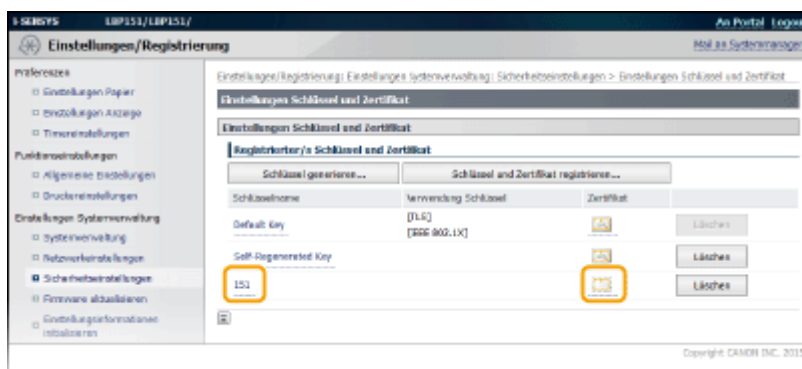 i-SENSYS LBP151/LBP151/ An Portal Logou
Einstellungen/Registrierung Mail an Systemmanager
Präferenzen
Einstellungen Papier
Einstellungen Anzeige
Timereinstellungen
Funktionseinstellungen
Allgemeine Einstellungen
Druckereinstellungen
Einstellungen Systemverwaltung
Systemverwaltung
Netzwerkeinstellungen
Sicherheitseinstellungen
Firmware aktualisieren
Einstellungsinformationen
initialisieren
Einstellungen/Registrierung: Einstellungen Systemverwaltung: Sicherheitseinstellungen > Einstellungen Schlüssel und Zertifikat
Einstellungen Schlüssel und Zertifikat
Einstellungen Schlüssel und Zertifikat
Registrierter/s Schlüssel und Zertifikat
Schlüssel generieren... Schlüssel und Zertifikat registrieren...
Schlüsselname Verwendung Schlüssel Zertifikat
Default Key [TLS] Löschen
[IEEE 802.1X]
Self-Regenerated Key Löschen
151 Löschen
Copyright CANON INC. 2015